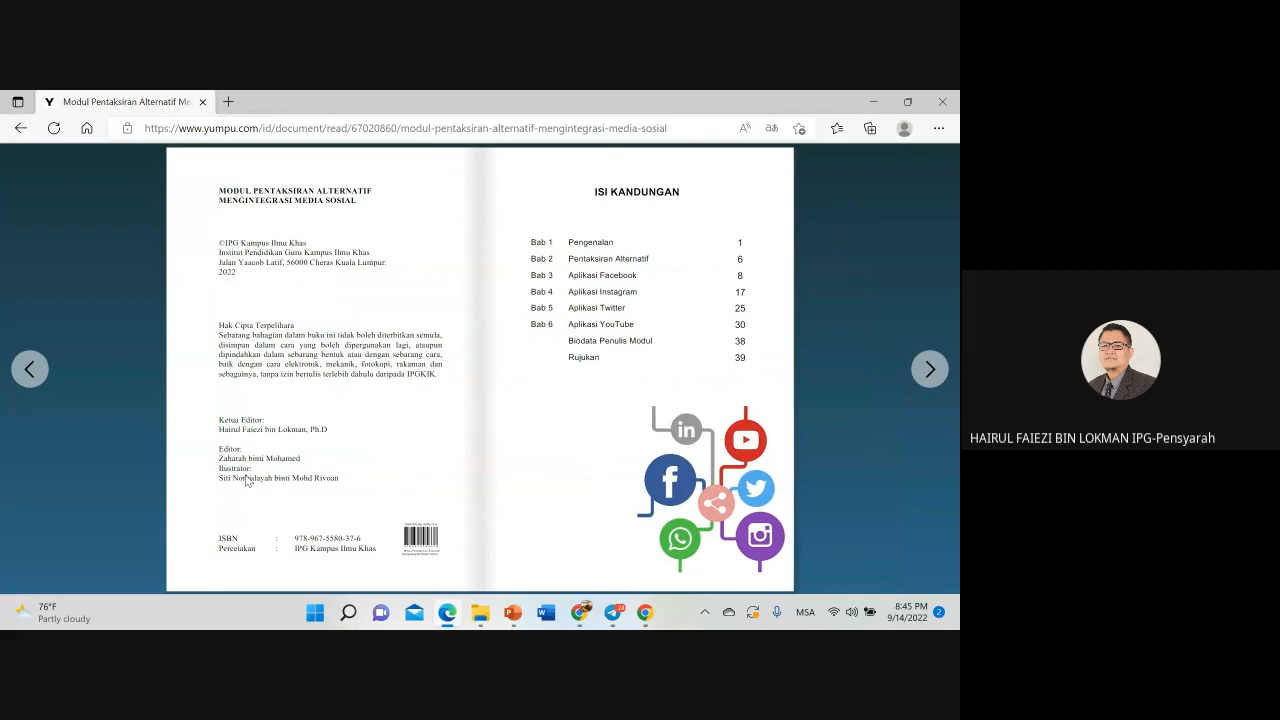 Modul Pentaksiran Alternatif Me
https://www.yumpu.com/id/document/read/67020860/modul-pentaksiran-alternatif-mengintegrasi-media-sosial
MODUL PENTAKSIRAN ALTERNATIF
MENGINTEGRASI MEDIA SOSIAL
©IPG Kampus Ilmu Khas
Institut Pendidikan Guru Kampus Ilmu Khas
Jalan Yaacob Latif, 56000 Cheras Kuala Lumpur.
2022
Hak Cipta Terpelihara
Sebarang bahagian dalam buku ini tidak boleh diterbitkan semula,
disimpan dalam cara yang boleh dipergunakan lagi, ataupun
dipindahkan dalam sebarang bentuk atau dengan sebarang cara,
baik dengan cara elektronik, mekanik, fotokopi, rakaman dan
sebagainya, tanpa izin bertulis terlebih dahulu daripada IPGKIK.
Ketua Editor:
Hairul Faiezi bin Lokman, Ph.D
Editor:
Zaharah binti Mohamed
Ilustrator:
Siti binti Mohd Rivoan
ISBN : 978-967-5580-37-6
Percetakan : IPG Kampus Ilmu Khas
ISI KANDUNGAN
Bab 1 Pengenalan 1
Bab 2 Pentaksiran Alternatif 6
Bab 3 Aplikasi Facebook 8
Bab 4 Aplikasi Instagram 17
Bab 5 Aplikasi Twitter 25
Bab 6 Aplikasi YouTube 30
Biodata Penulis Modul 38
Rujukan 39
in
f
HAIRUL FAIEZI BIN LOKMAN IPG-Pensyarah
76°F
Partly cloudy
24
MSA
8:45 PM
9/14/2022
2